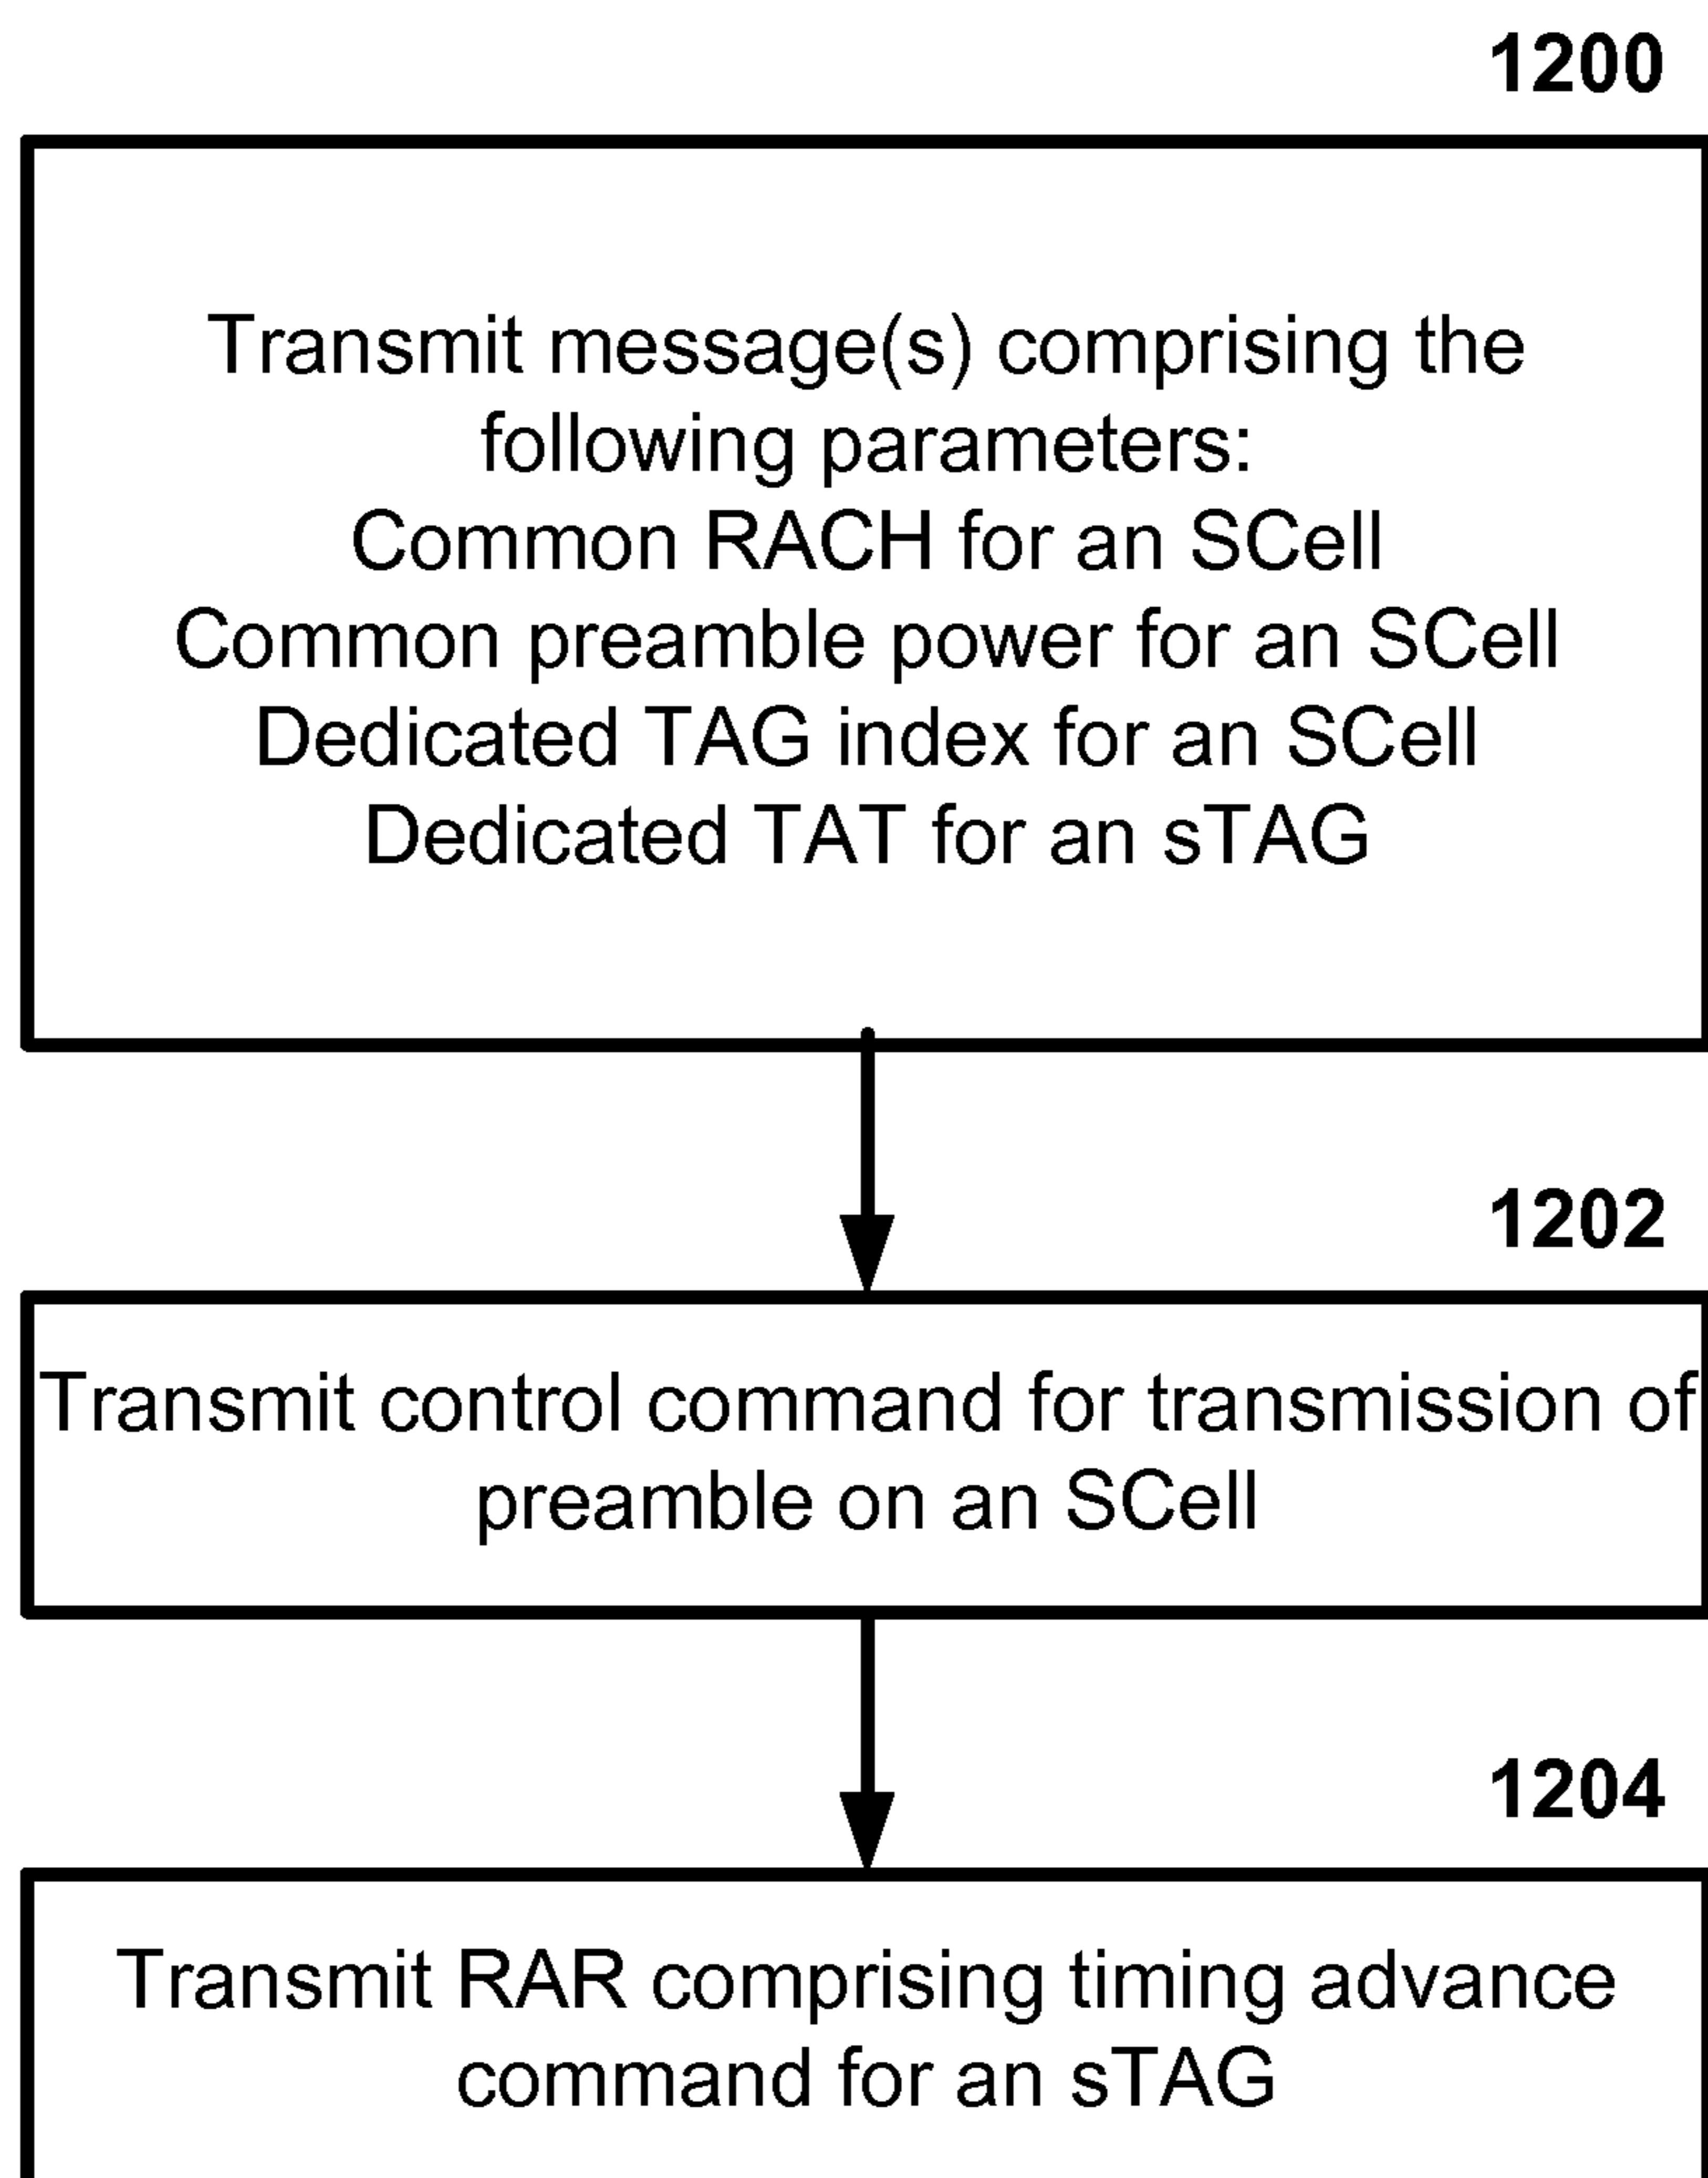 1200
Transmit message(s) comprising the
following parameters:
Common RACH for an SCell
Common preamble power for an SCell
Dedicated TAG index for an SCell
Dedicated TAT for an sTAG
1202
Transmit control command for transmission of
preamble on an SCell
1204
Transmit RAR comprising timing advance
command for an sTAG